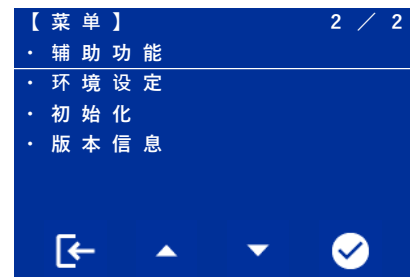 【菜单】 2／2
・辅助功能
・环境设定
・初始化
・版本信息